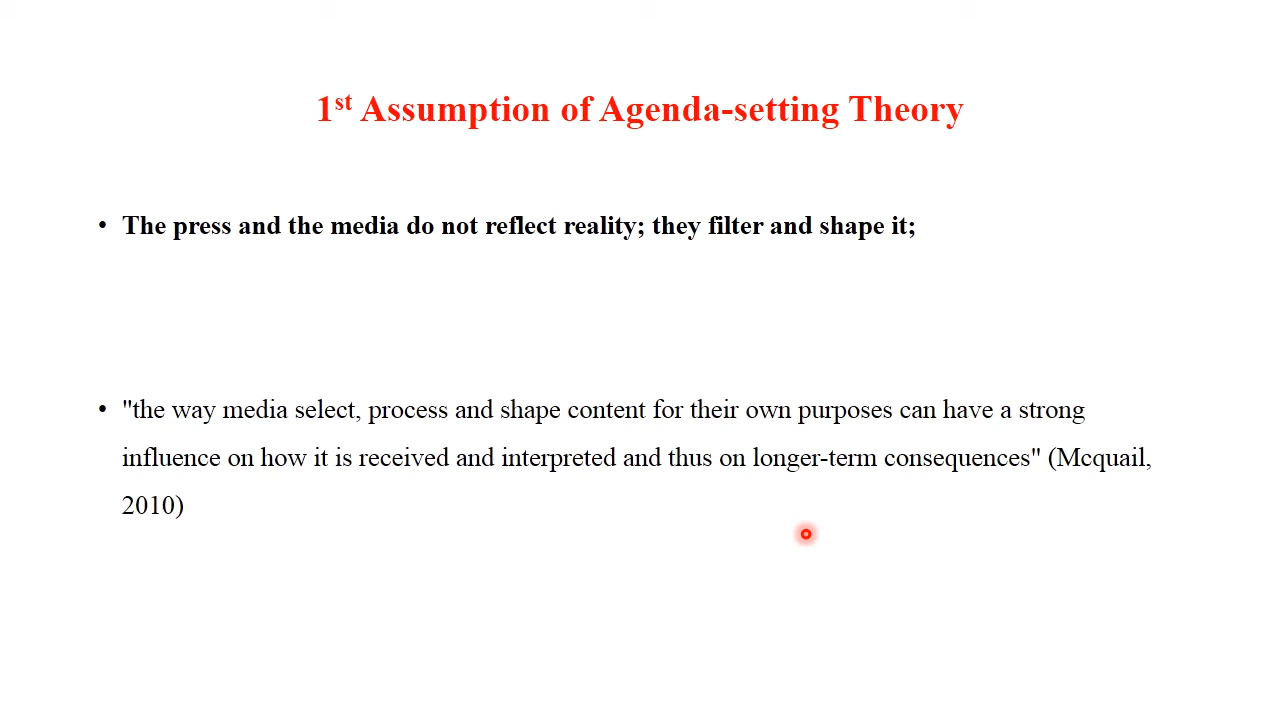 1st Assumption of Agenda-setting Theory
• The press and the media do not reflect reality; they filter and shape it;
• "the way media select, process and shape content for their own purposes can have a strong
influence on how it is received and interpreted and thus on longer-term consequences" (Mcquail,
2010)